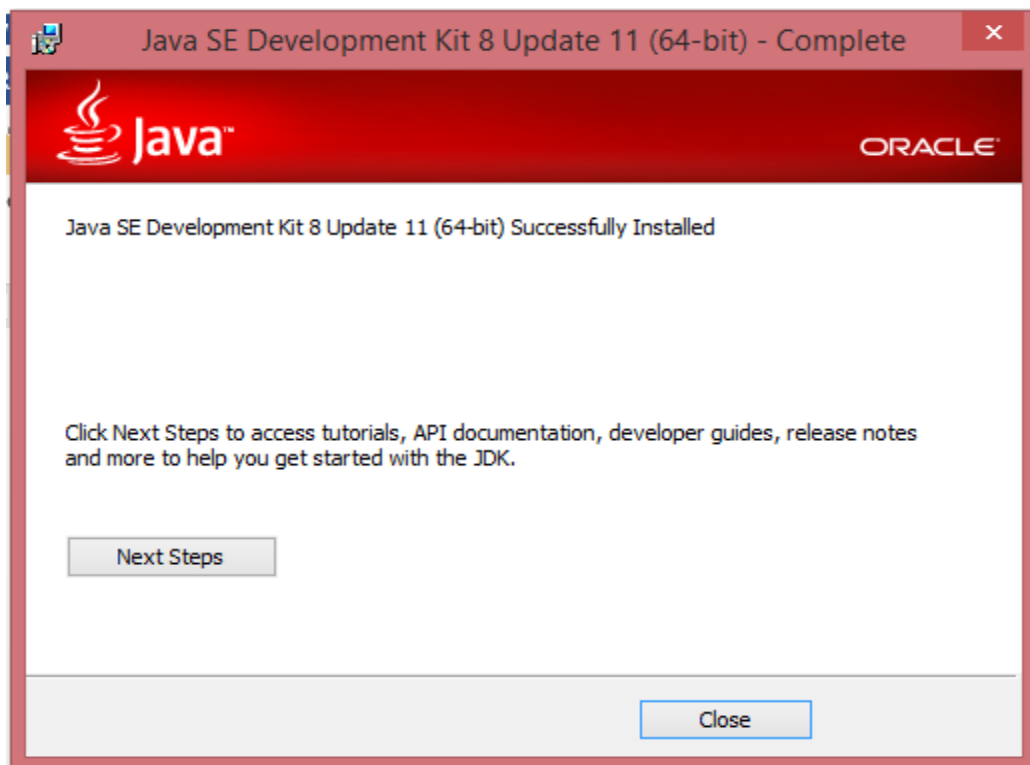 Java SE Development Kit 8 Update 11 (64-bit) - Complete
Java™
ORACLE
Java SE Development Kit 8 Update 11 (64-bit) Successfully Installed
Click Next Steps to access tutorials, API documentation, developer guides, release notes
and more to help you get started with the JDK.
Next Steps
Close